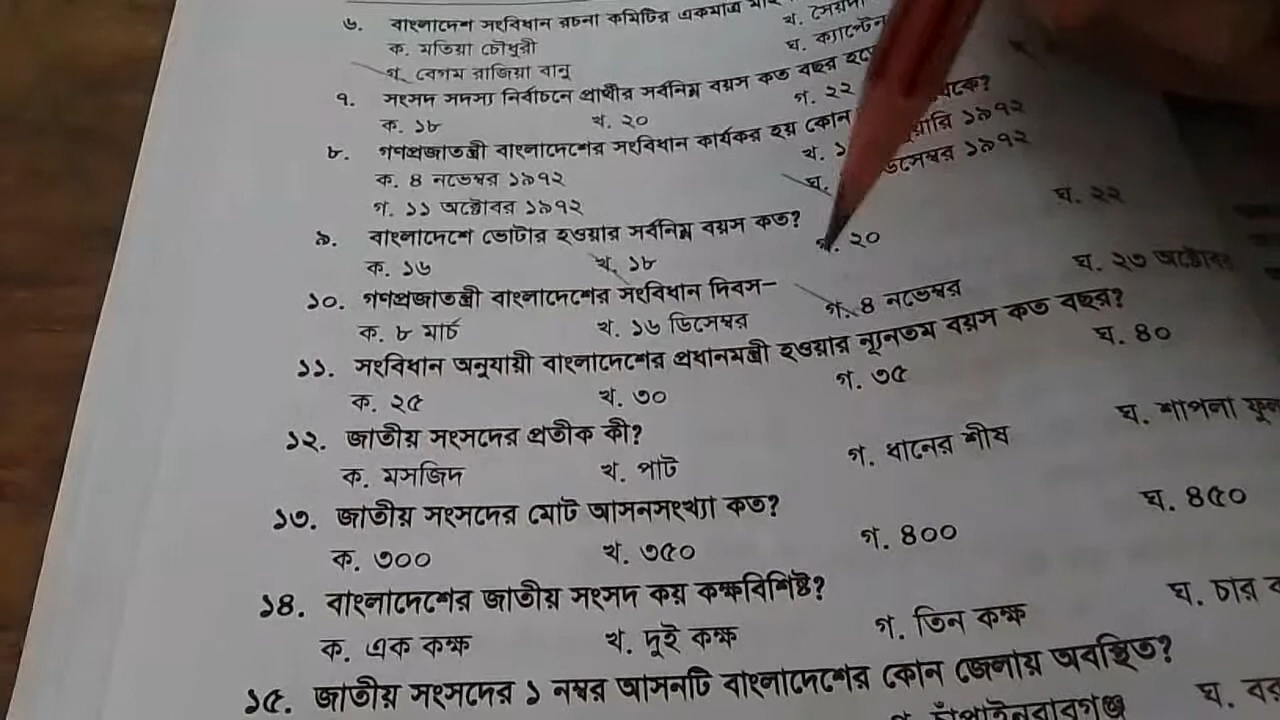 ৬. বাংলাদেশ সংবিধান রচনা কমিটির একমাত্র
ক. মতিয়া চৌধুরী খ.
গ. বেগম রাজিয়া বানু ঘ. ক্যাপ্টেন
৭. সংসদ সদস্য নির্বাচনে প্রার্থীর সর্বনিম্ন বয়স কত বছর
ক. ১৮ খ. ২০ গ. ২২
৮. গণপ্রজাতন্ত্রী বাংলাদেশের সংবিধান কার্যকর হয় কোন থেকে?
ক. ৪ নভেম্বর ১৯৭২ খ. ১৯৭২
গ. ১১ অক্টোবর ১৯৭২ ঘ. ডিসেম্বর ১৯৭২
৯. বাংলাদেশে ভোটার হওয়ার সর্বনিম্ন বয়স কত?
ক. ১৬ খ. ১৮ গ. ২০ ঘ. ২২
১০. গণপ্রজাতন্ত্রী বাংলাদেশের সংবিধান দিবস-
ক. ৮ মার্চ খ. ১৬ ডিসেম্বর গ. ৪ নভেম্বর ঘ. ২৩ অক্টোবর
১১. সংবিধান অনুযায়ী বাংলাদেশের প্রধানমন্ত্রী হওয়ার ন্যূনতম বয়স কত বছর?
ক. ২৫ খ. ৩০ গ. ৩৫ ঘ. ৪০
১২. জাতীয় সংসদের প্রতীক কী?
ক. মসজিদ খ. পাট গ. ধানের শীষ ঘ. শাপলা ফুল
১৩. জাতীয় সংসদের মোট আসনসংখ্যা কত?
ক. ৩০০ খ. ৩৫০ গ. ৪০০ ঘ. ৪৫০
১৪. বাংলাদেশের জাতীয় সংসদ কয় কক্ষবিশিষ্ট?
ক. এক কক্ষ খ. দুই কক্ষ গ. তিন কক্ষ ঘ. চার
১৫. জাতীয় সংসদের ১ নম্বর আসনটি বাংলাদেশের কোন জেলায় অবস্থিত?
গ. চাঁপাইনবাবগঞ্জ ঘ.